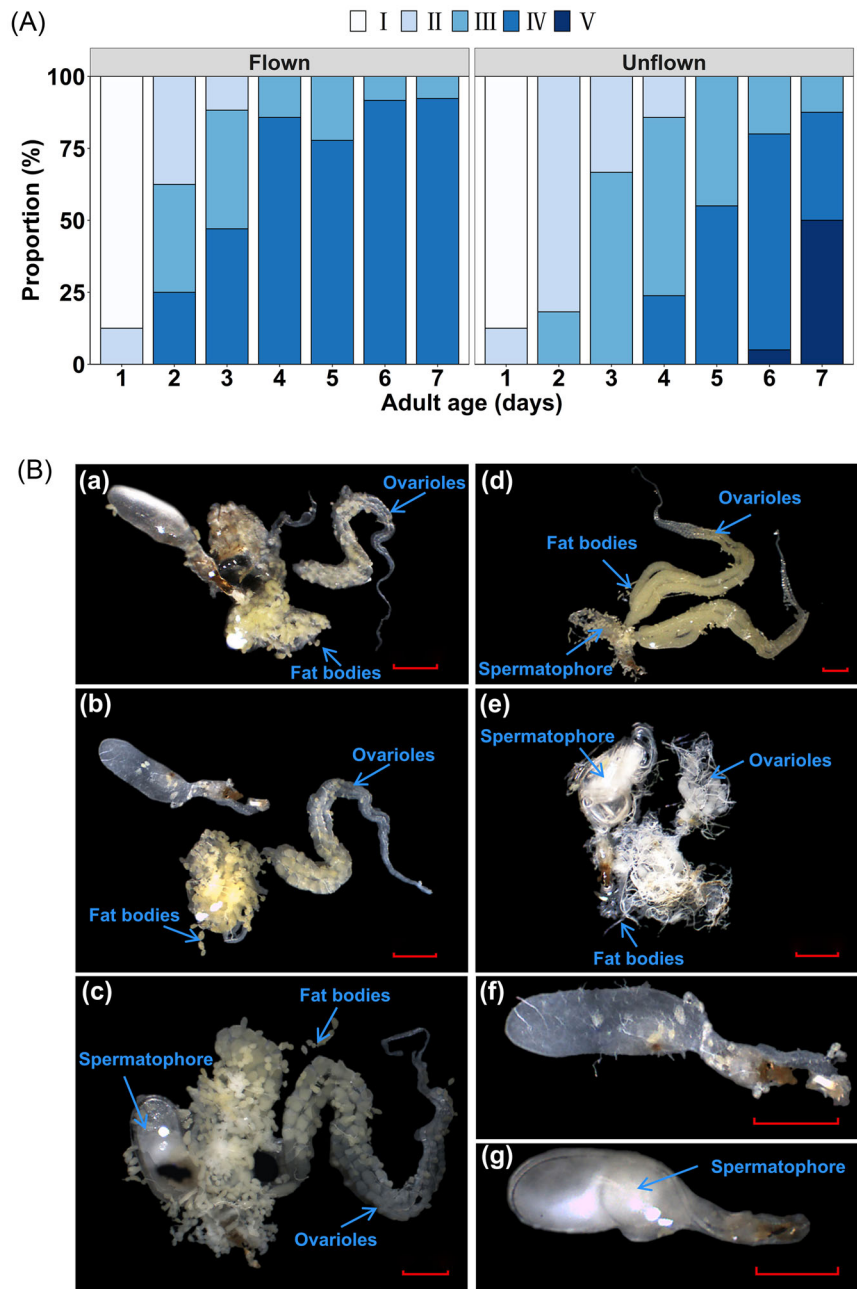 (A)
I II III IV V
Flown Unflown
100
75
50
25
0
Proportion (%)
1 2 3 4 5 6 7 1 2 3 4 5 6 7
Adult age (days)
(B)
(a)
Ovarioles
Fat bodies
(d)
Ovarioles
Fat bodies
Spermatophore
(b)
Ovarioles
Fat bodies
(e)
Spermatophore
Ovarioles
Fat bodies
(c)
Fat bodies
Spermatophore
Ovarioles
(f)
(g)
Spermatophore